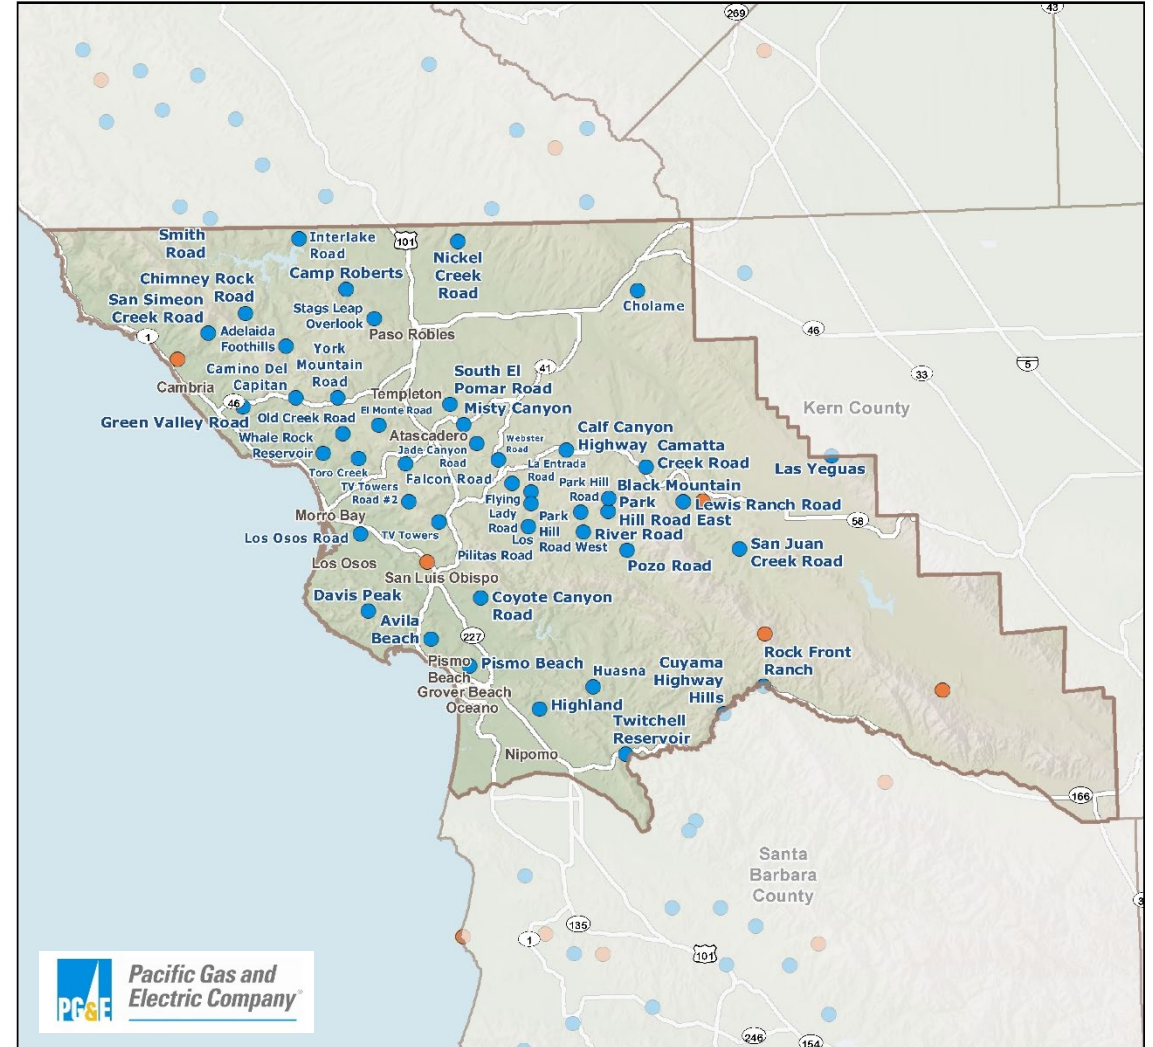 269
43
Smith
Road
Interlake
Road
101
Nickel
Creek
Road
Chimney Rock
Road
Camp Roberts
San Simeon
Creek Road
Stags Leap
Overlook
Cholame
Adelaida
Foothills
Paso Robles
1
46
5
33
York
Mountain
Road
Camino Del
Capitan
Cambria
46
41
South El
Pomar Road
Templeton
Kern County
Green Valley Road
Old Creek Road
El Monte Road
Misty Canyon
Whale Rock
Reservoir
Atascadero
Jade Canyon
Road
Webster
Road
Calf Canyon
Highway
Camatta
Creek Road
Las Yeguas
Toro Creek
Falcon Road
La Entrada
Road
TV Towers
Road #2
Park Hill
Road
Black Mountain
Flying
Lady
Road
Park
Hill
Road West
Park
Hill Road East
Lewis Ranch Road
58
Morro Bay
Los Osos Road
TV Towers
Los
Pilitas Road
River Road
Pozo Road
San Juan
Creek Road
Los Osos
San Luis Obispo
Davis Peak
Coyote Canyon
Road
Avila
Beach
227
Pismo
Beach
Pismo Beach
Huasna
Cuyama
Highway
Hills
Rock Front
Ranch
Grover Beach
Oceano
Highland
Twitchell
Reservoir
Nipomo
166
Santa
Barbara
County
3
1
135
101
246
154
PG&E
Pacific Gas and
Electric Company®